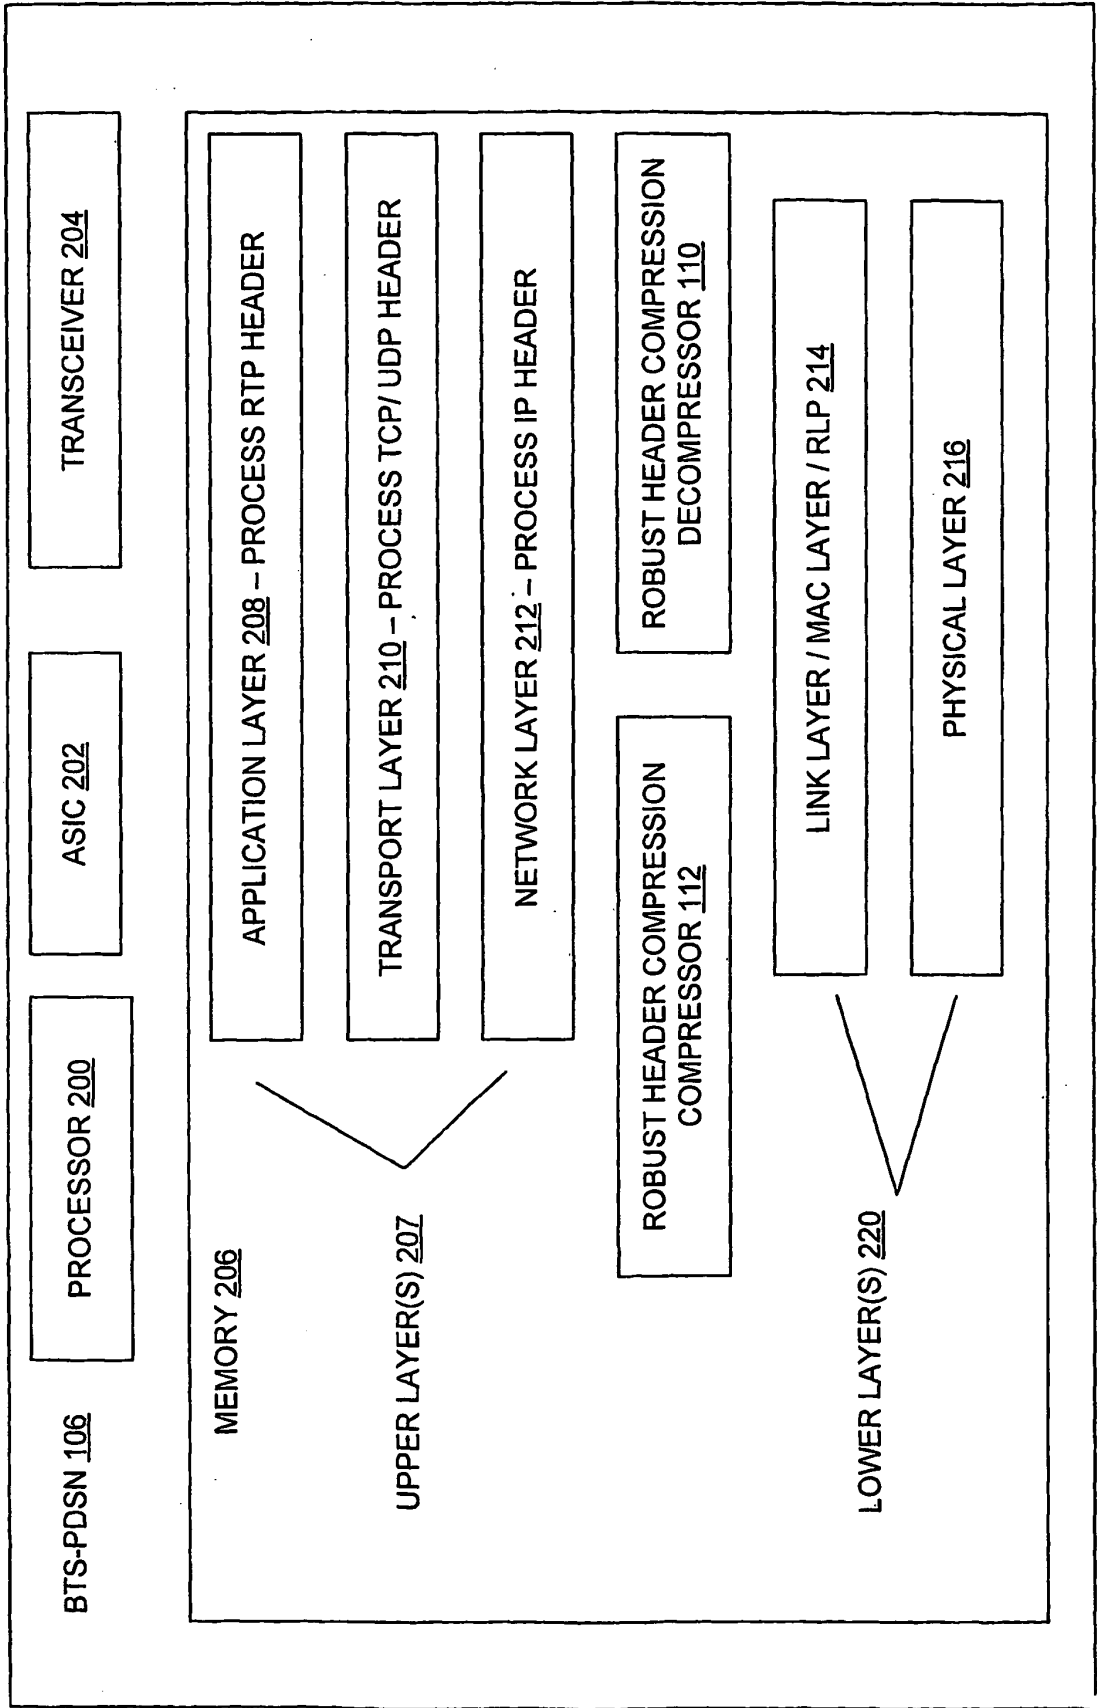 BTS-PDSN 106
PROCESSOR 200
ASIC 202
TRANSCEIVER 204
MEMORY 206
UPPER LAYER(S) 207
APPLICATION LAYER 208 – PROCESS RTP HEADER
TRANSPORT LAYER 210 – PROCESS TCP/ UDP HEADER
NETWORK LAYER 212 – PROCESS IP HEADER
ROBUST HEADER COMPRESSION
COMPRESSOR 112
ROBUST HEADER COMPRESSION
DECOMPRESSOR 110
LOWER LAYER(S) 220
LINK LAYER / MAC LAYER / RLP 214
PHYSICAL LAYER 216